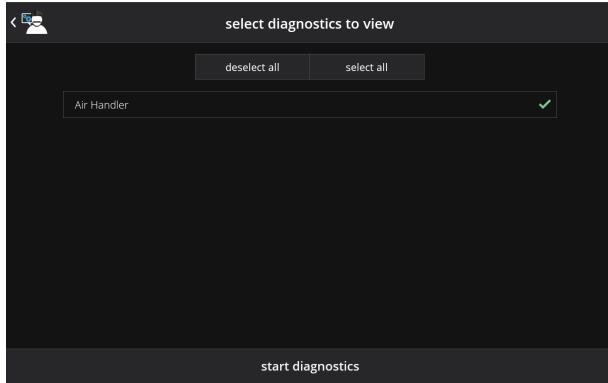 select diagnostics to view
deselect all select all
Air Handler
start diagnostics